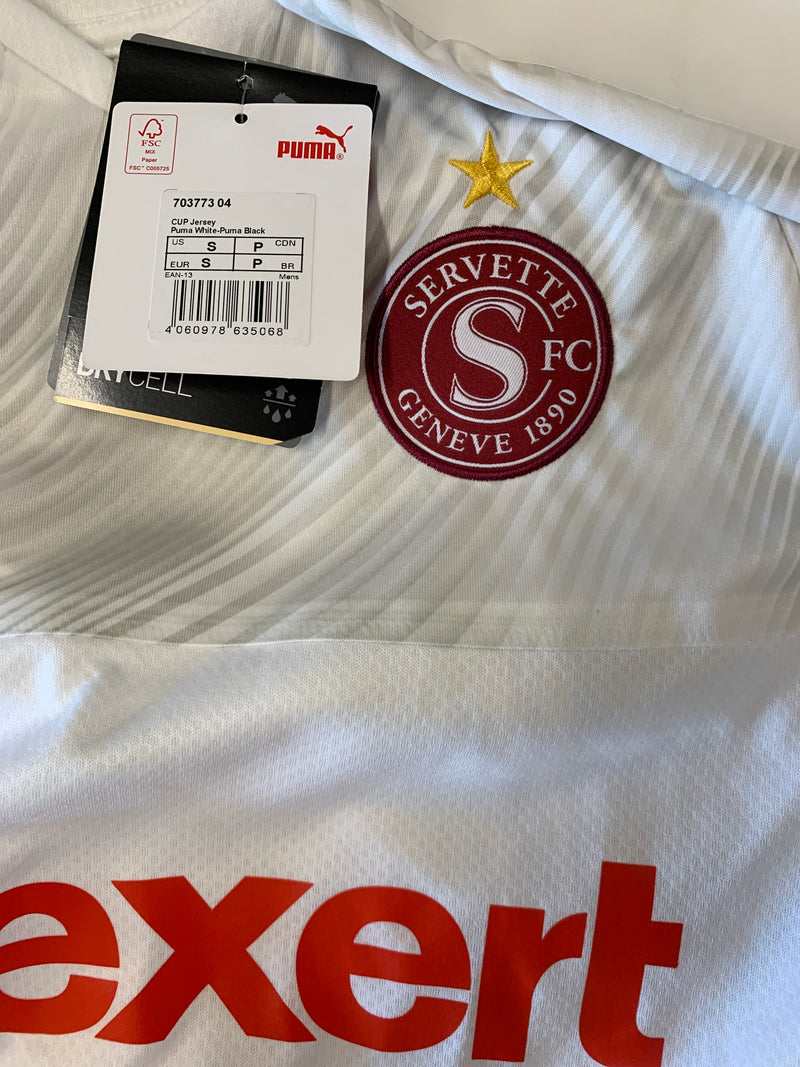 FSC
MIX
Paper
FSC™ C005725
PUMA®
703773 04
CUP Jersey
Puma White-Puma Black
US S P CDN
EUR S P BR
EAN-13 Mens
4 060978 635068
DRYCELL
SERVETTE
S
FC
GENEVE 1890
exert